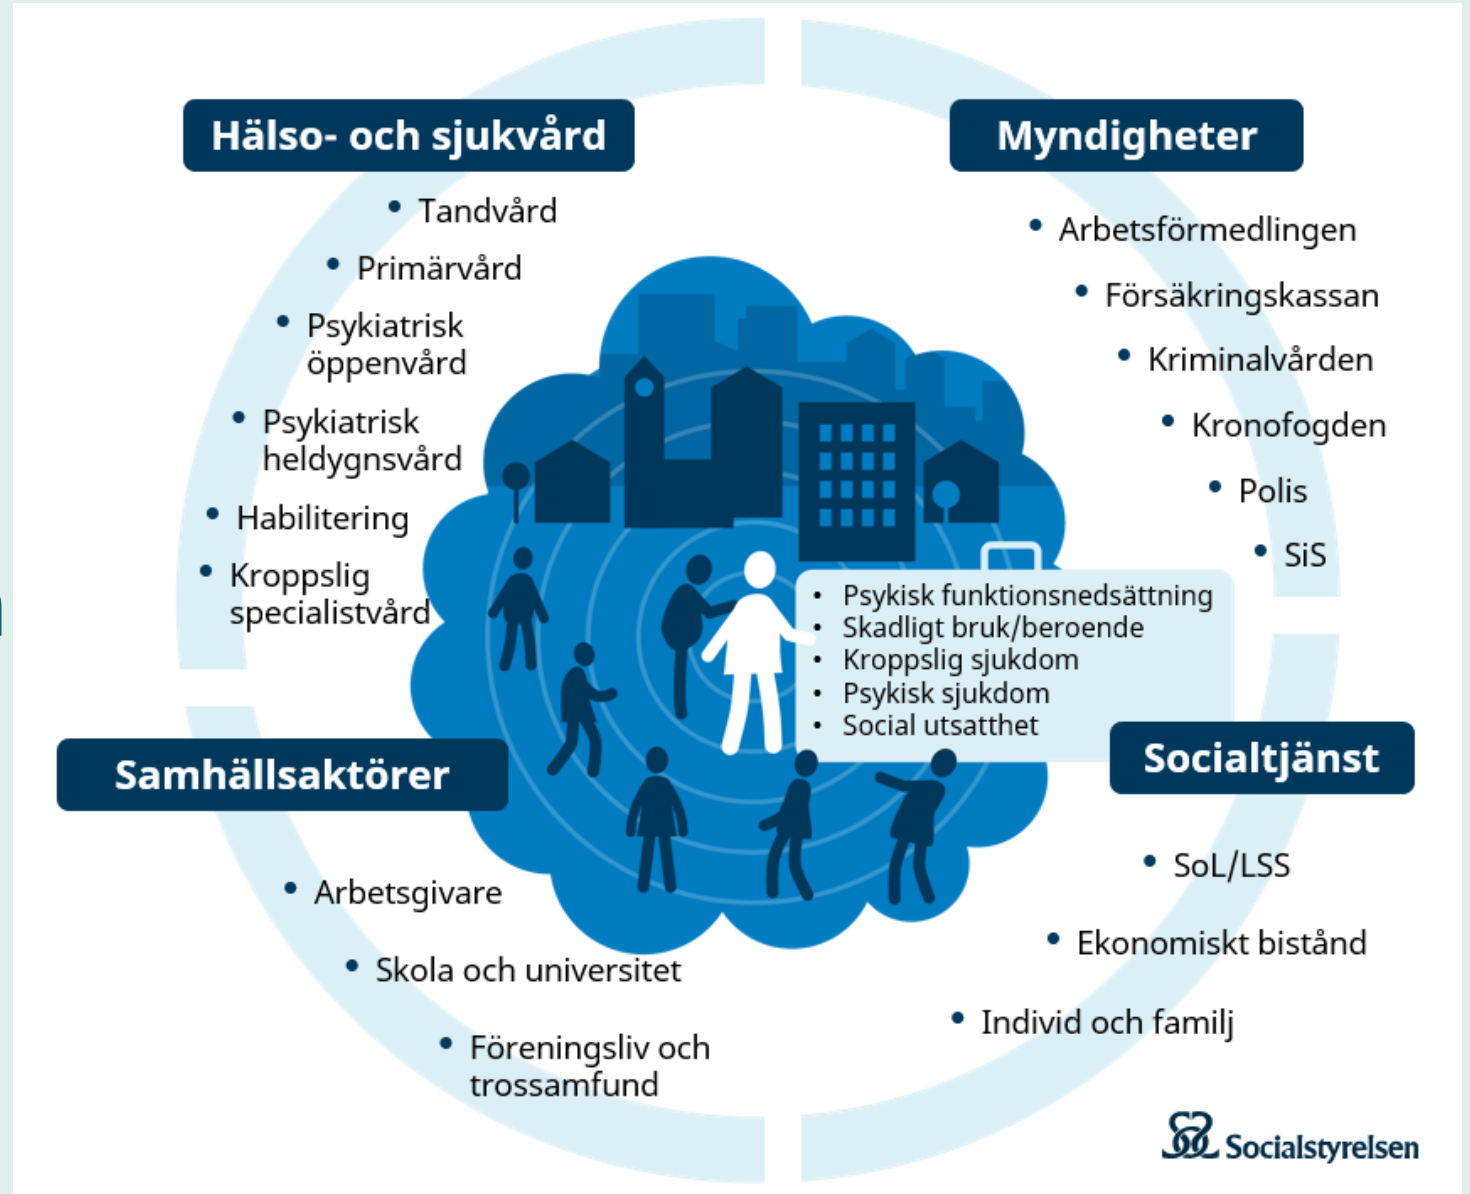 Hälso- och sjukvård
Tandvård
Primärvård
Psykiatrisk
öppenvård
Psykiatrisk
heldygnsvård
Habilitering
Kroppslig
specialistvård
Myndigheter
Arbetsförmedlingen
Försäkringskassan
Kriminalvården
Kronofogden
Polis
SiS
Psykisk funktionsnedsättning
Skadligt bruk/beroende
Kroppslig sjukdom
Psykisk sjukdom
Social utsatthet
Samhällsaktörer
Arbetsgivare
Skola och universitet
Föreningsliv och
trossamfund
Socialtjänst
SoL/LSS
Ekonomiskt bistånd
Individ och familj
Socialstyrelsen